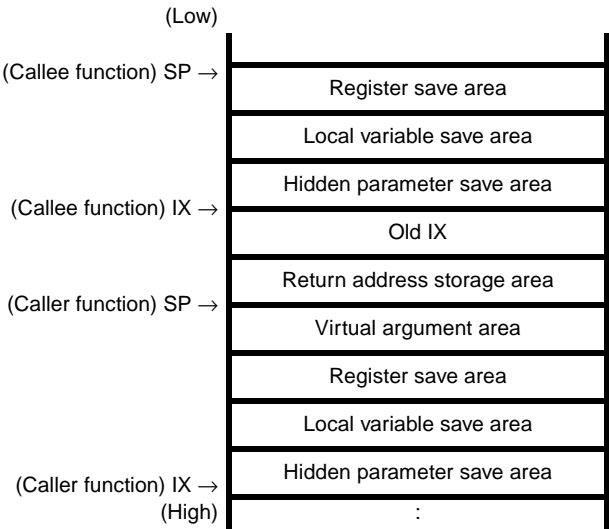 (Low)
(Callee function) SP →
Register save area
Local variable save area
Hidden parameter save area
(Callee function) IX →
Old IX
Return address storage area
(Caller function) SP →
Virtual argument area
Register save area
Local variable save area
Hidden parameter save area
(Caller function) IX →
(High)
: